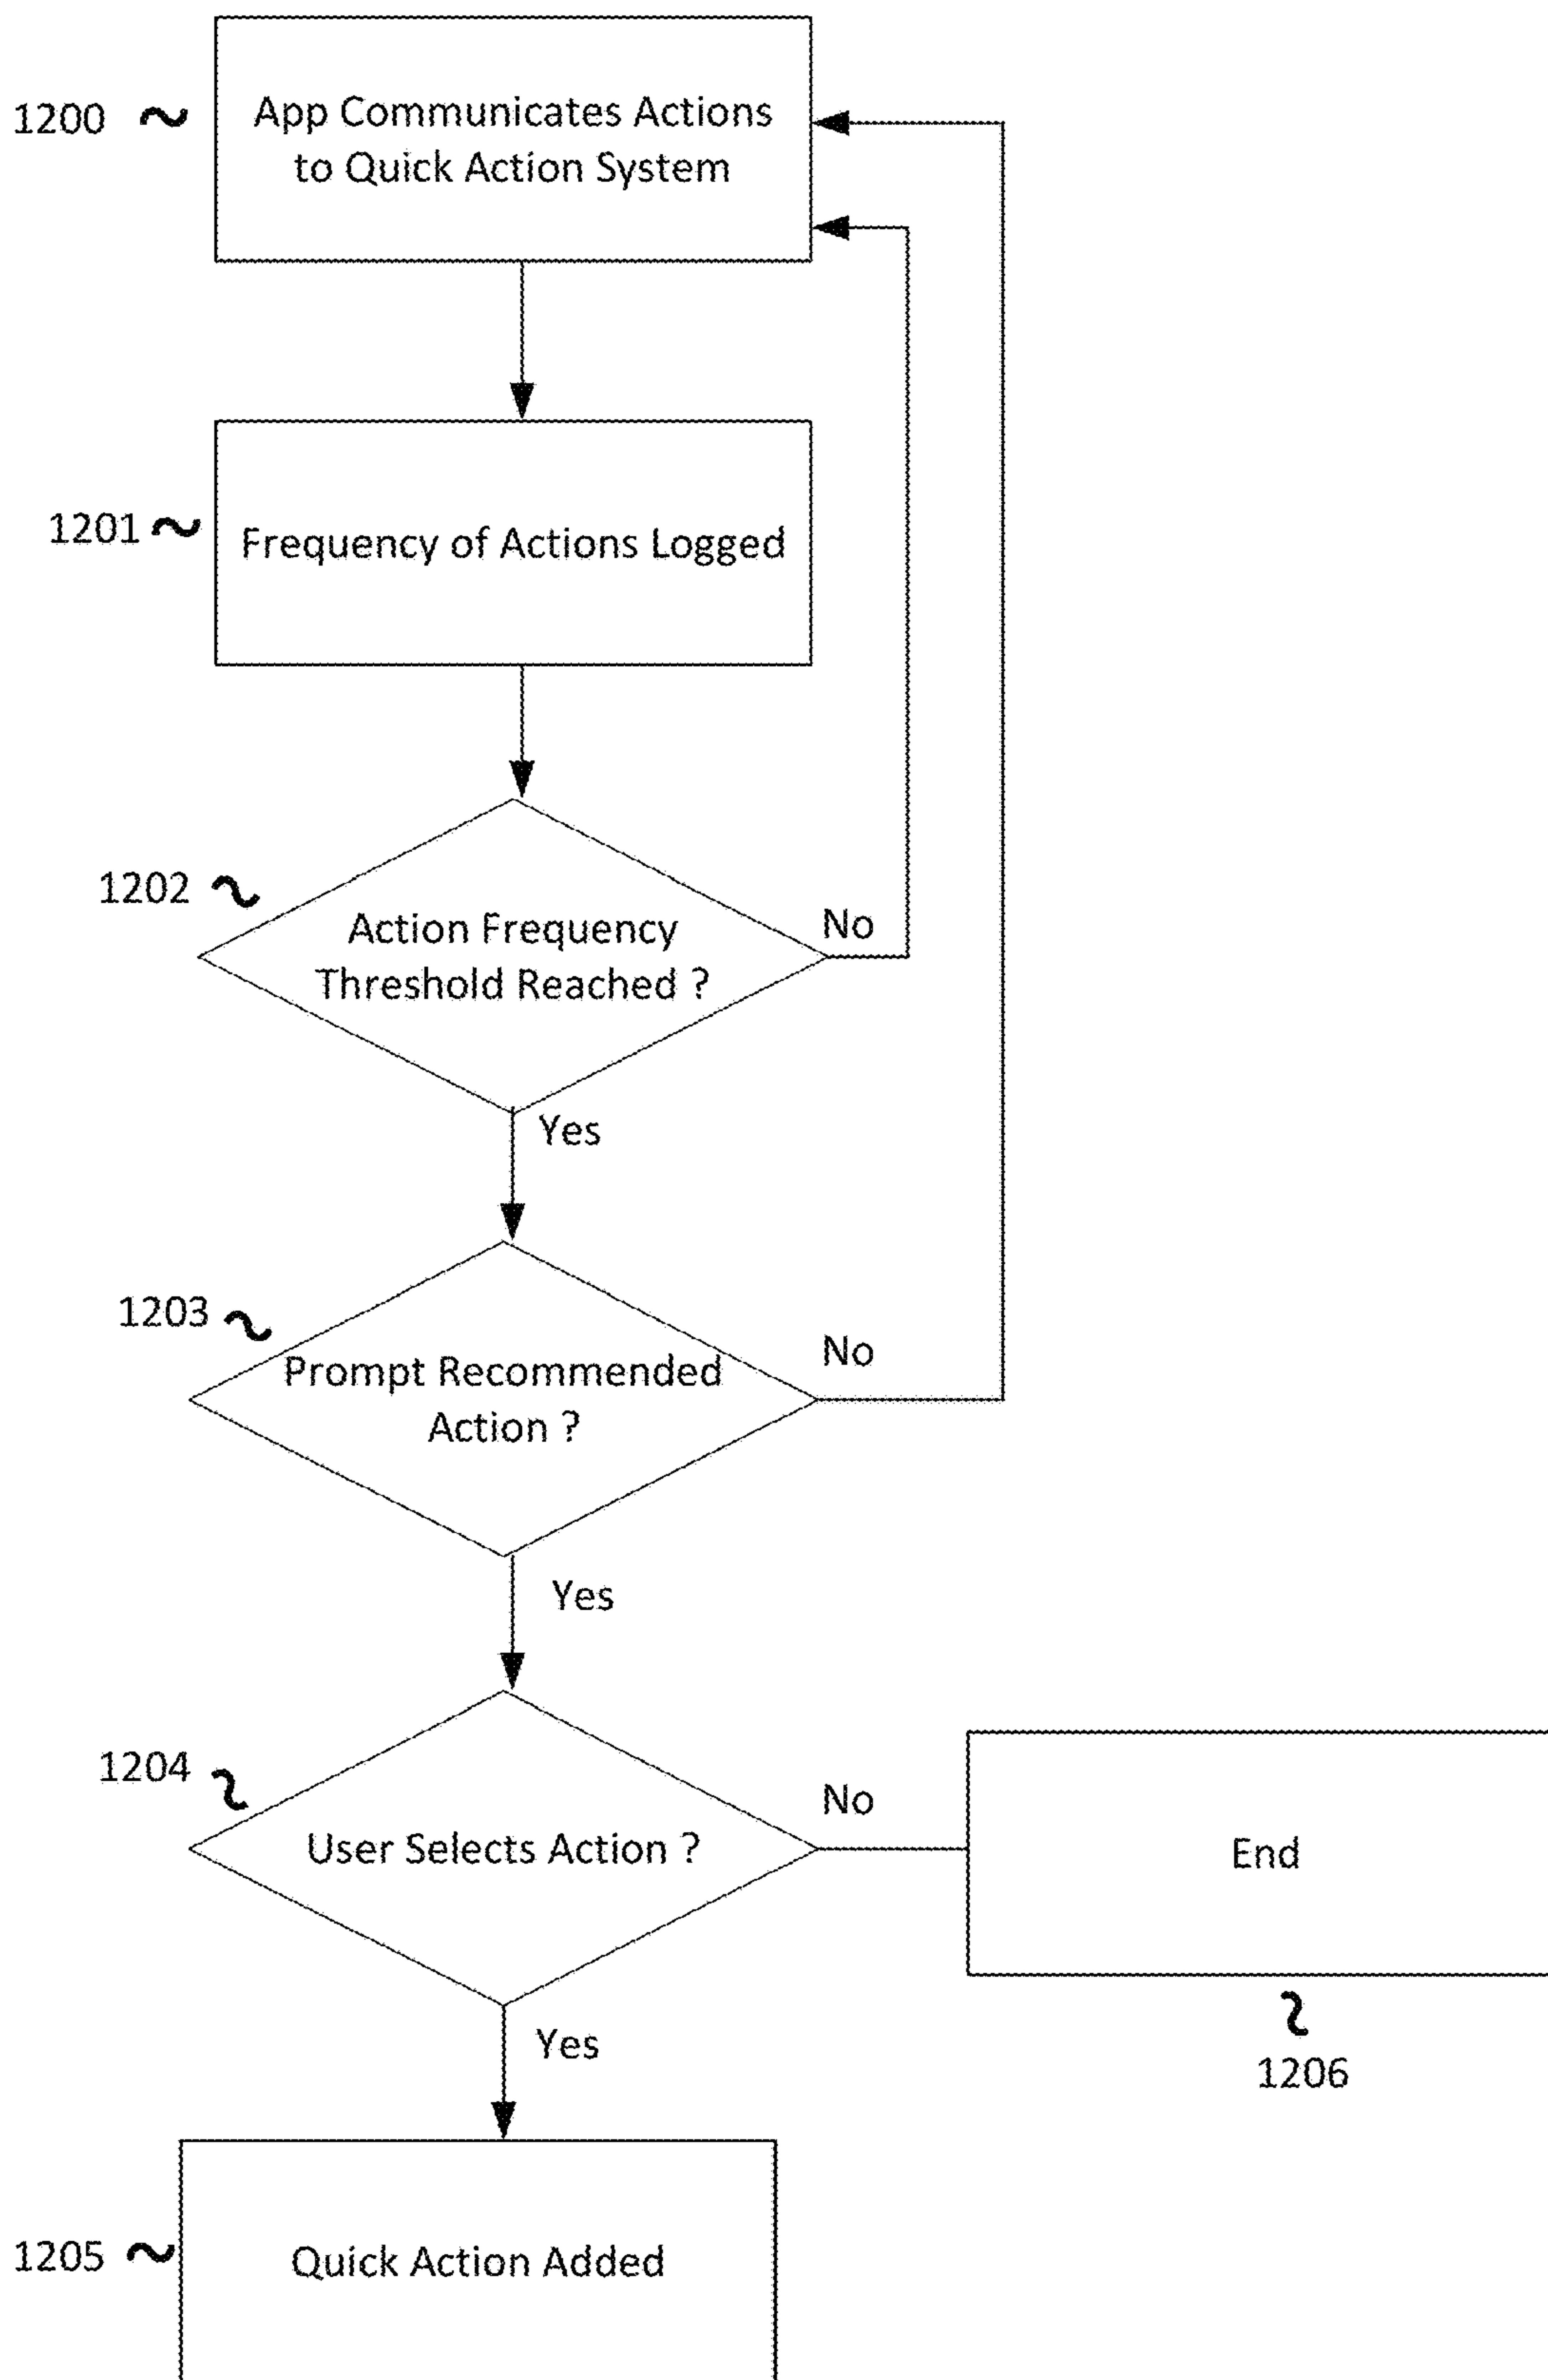 1200
App Communicates Actions
to Quick Action System
1201
Frequency of Actions Logged
1202
Action Frequency
Threshold Reached ?
No
Yes
1203
Prompt Recommended
Action ?
No
Yes
1204
User Selects Action ?
No
End
Yes
1206
1205
Quick Action Added